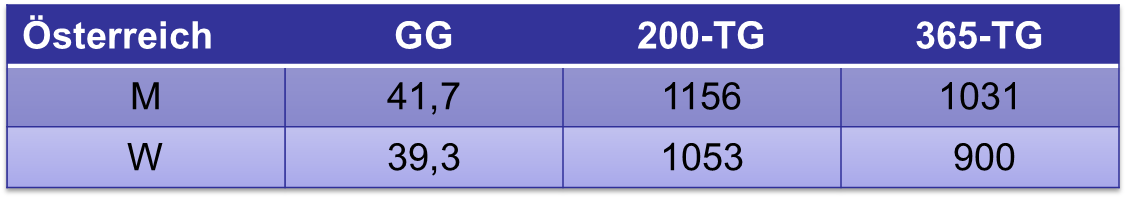 Österreich GG 200-TG 365-TG
M 41,7 1156 1031
W 39,3 1053 900